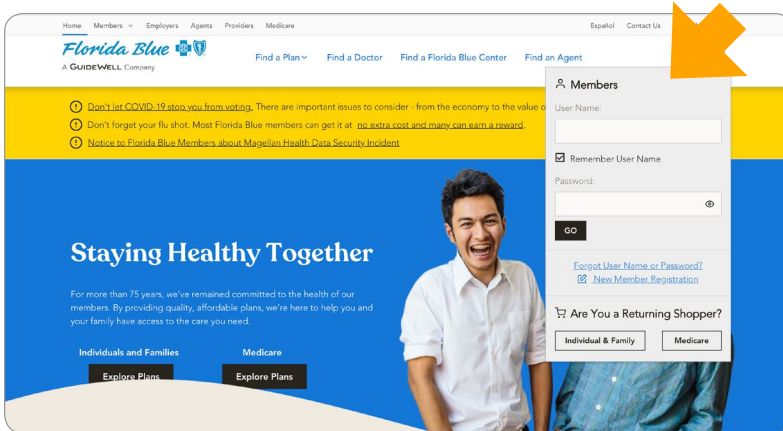 Home Members Employers Agents Providers Medicare Español Contact Us
Florida Blue
A GUIDEWELL Company
Find a Plan Find a Doctor Find a Florida Blue Center Find an Agent
Don't let COVID-19 stop you from voting. There are important issues to consider - from the economy to the value o
Don't forget your flu shot. Most Florida Blue members can get it at no extra cost and many can earn a reward.
Notice to Florida Blue Members about Magellan Health Data Security Incident
Members
User Name:
Remember User Name
Password:
GO
Forgot User Name or Password?
New Member Registration
Are You a Returning Shopper?
Individual & Family Medicare
Staying Healthy Together
For more than 75 years, we've remained committed to the health of our
members. By providing quality, affordable plans, we're here to help you and
your family have access to the care you need.
Individuals and Families Medicare
Explore Plans Explore Plans